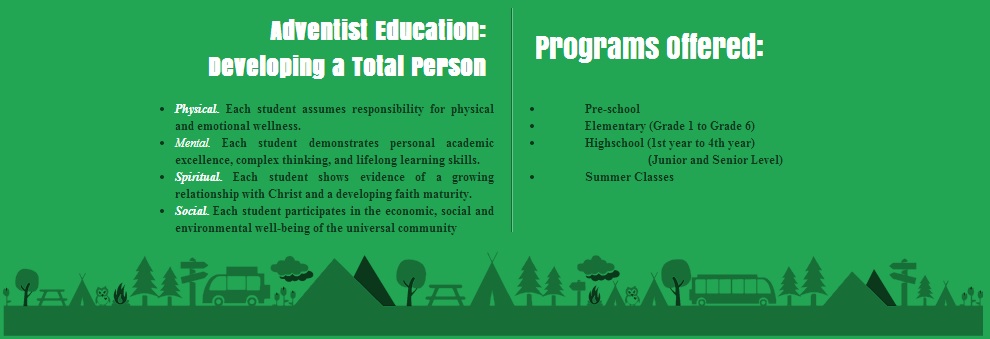 Adventist Education:
Developing a Total Person
• Physical. Each student assumes responsibility for physical
and emotional wellness.
• Mental. Each student demonstrates personal academic
excellence, complex thinking, and lifelong learning skills.
• Spiritual. Each student shows evidence of a growing
relationship with Christ and a developing faith maturity.
• Social. Each student participates in the economic, social and
environmental well-being of the universal community
Programs Offered:
• Pre-school
• Elementary (Grade 1 to Grade 6)
• Highschool (1st year to 4th year)
(Junior and Senior Level)
• Summer Classes